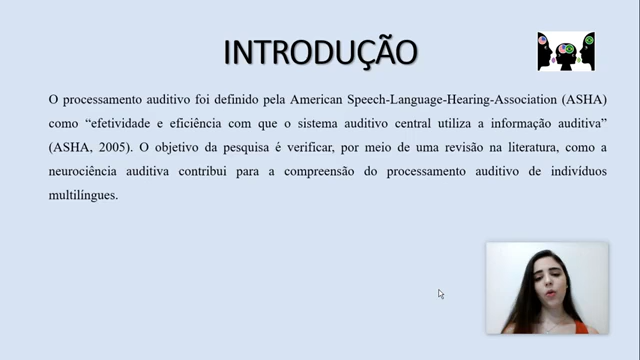 INTRODUÇÃO
O processamento auditivo foi definido pela American Speech-Language-Hearing-Association (ASHA)
como “efetividade e eficiência com que o sistema auditivo central utiliza a informação auditiva”
(ASHA, 2005). O objetivo da pesquisa é verificar, por meio de uma revisão na literatura, como a
neurociência auditiva contribui para a compreensão do processamento auditivo de indivíduos
multilíngues.